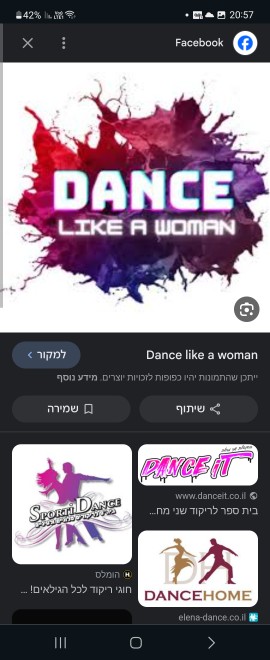 42%
20:57
Facebook
DANCE
LIKE A WOMAN
Dance like a woman
למקור
ייתכן שהתמונות יהיו כפופות לזכויות יוצרים. מידע נוסף
שיתוף
שמירה
DANCE iT
www.danceit.co.il
בית ספר לריקוד שני מח...
SPORTI DANCE
הומלס
חוגי ריקוד לכל הגילאים! ...
DANCEHOME
elena-dance.co.il